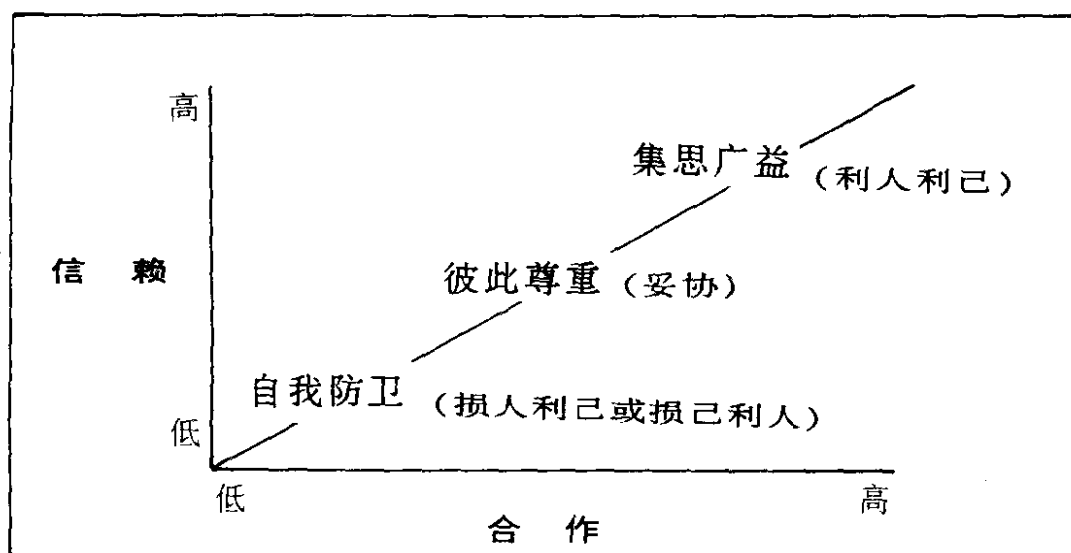 高
集思广益（利人利己）
信 赖
彼此尊重（妥协）
自我防卫（损人利己或损己利人）
低
低
高
合 作